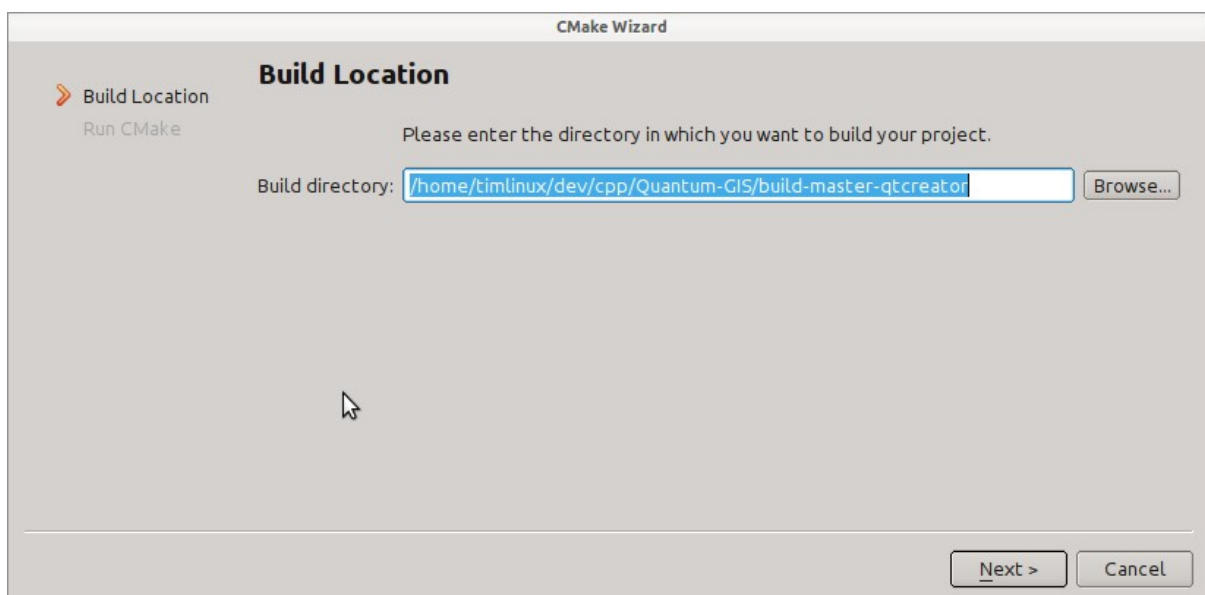 CMake Wizard
Build Location
Build Location
Run CMake
Please enter the directory in which you want to build your project.
Build directory: /home/timlinux/dev/cpp/Quantum-GIS/build-master-qtcreator Browse...
Next > Cancel